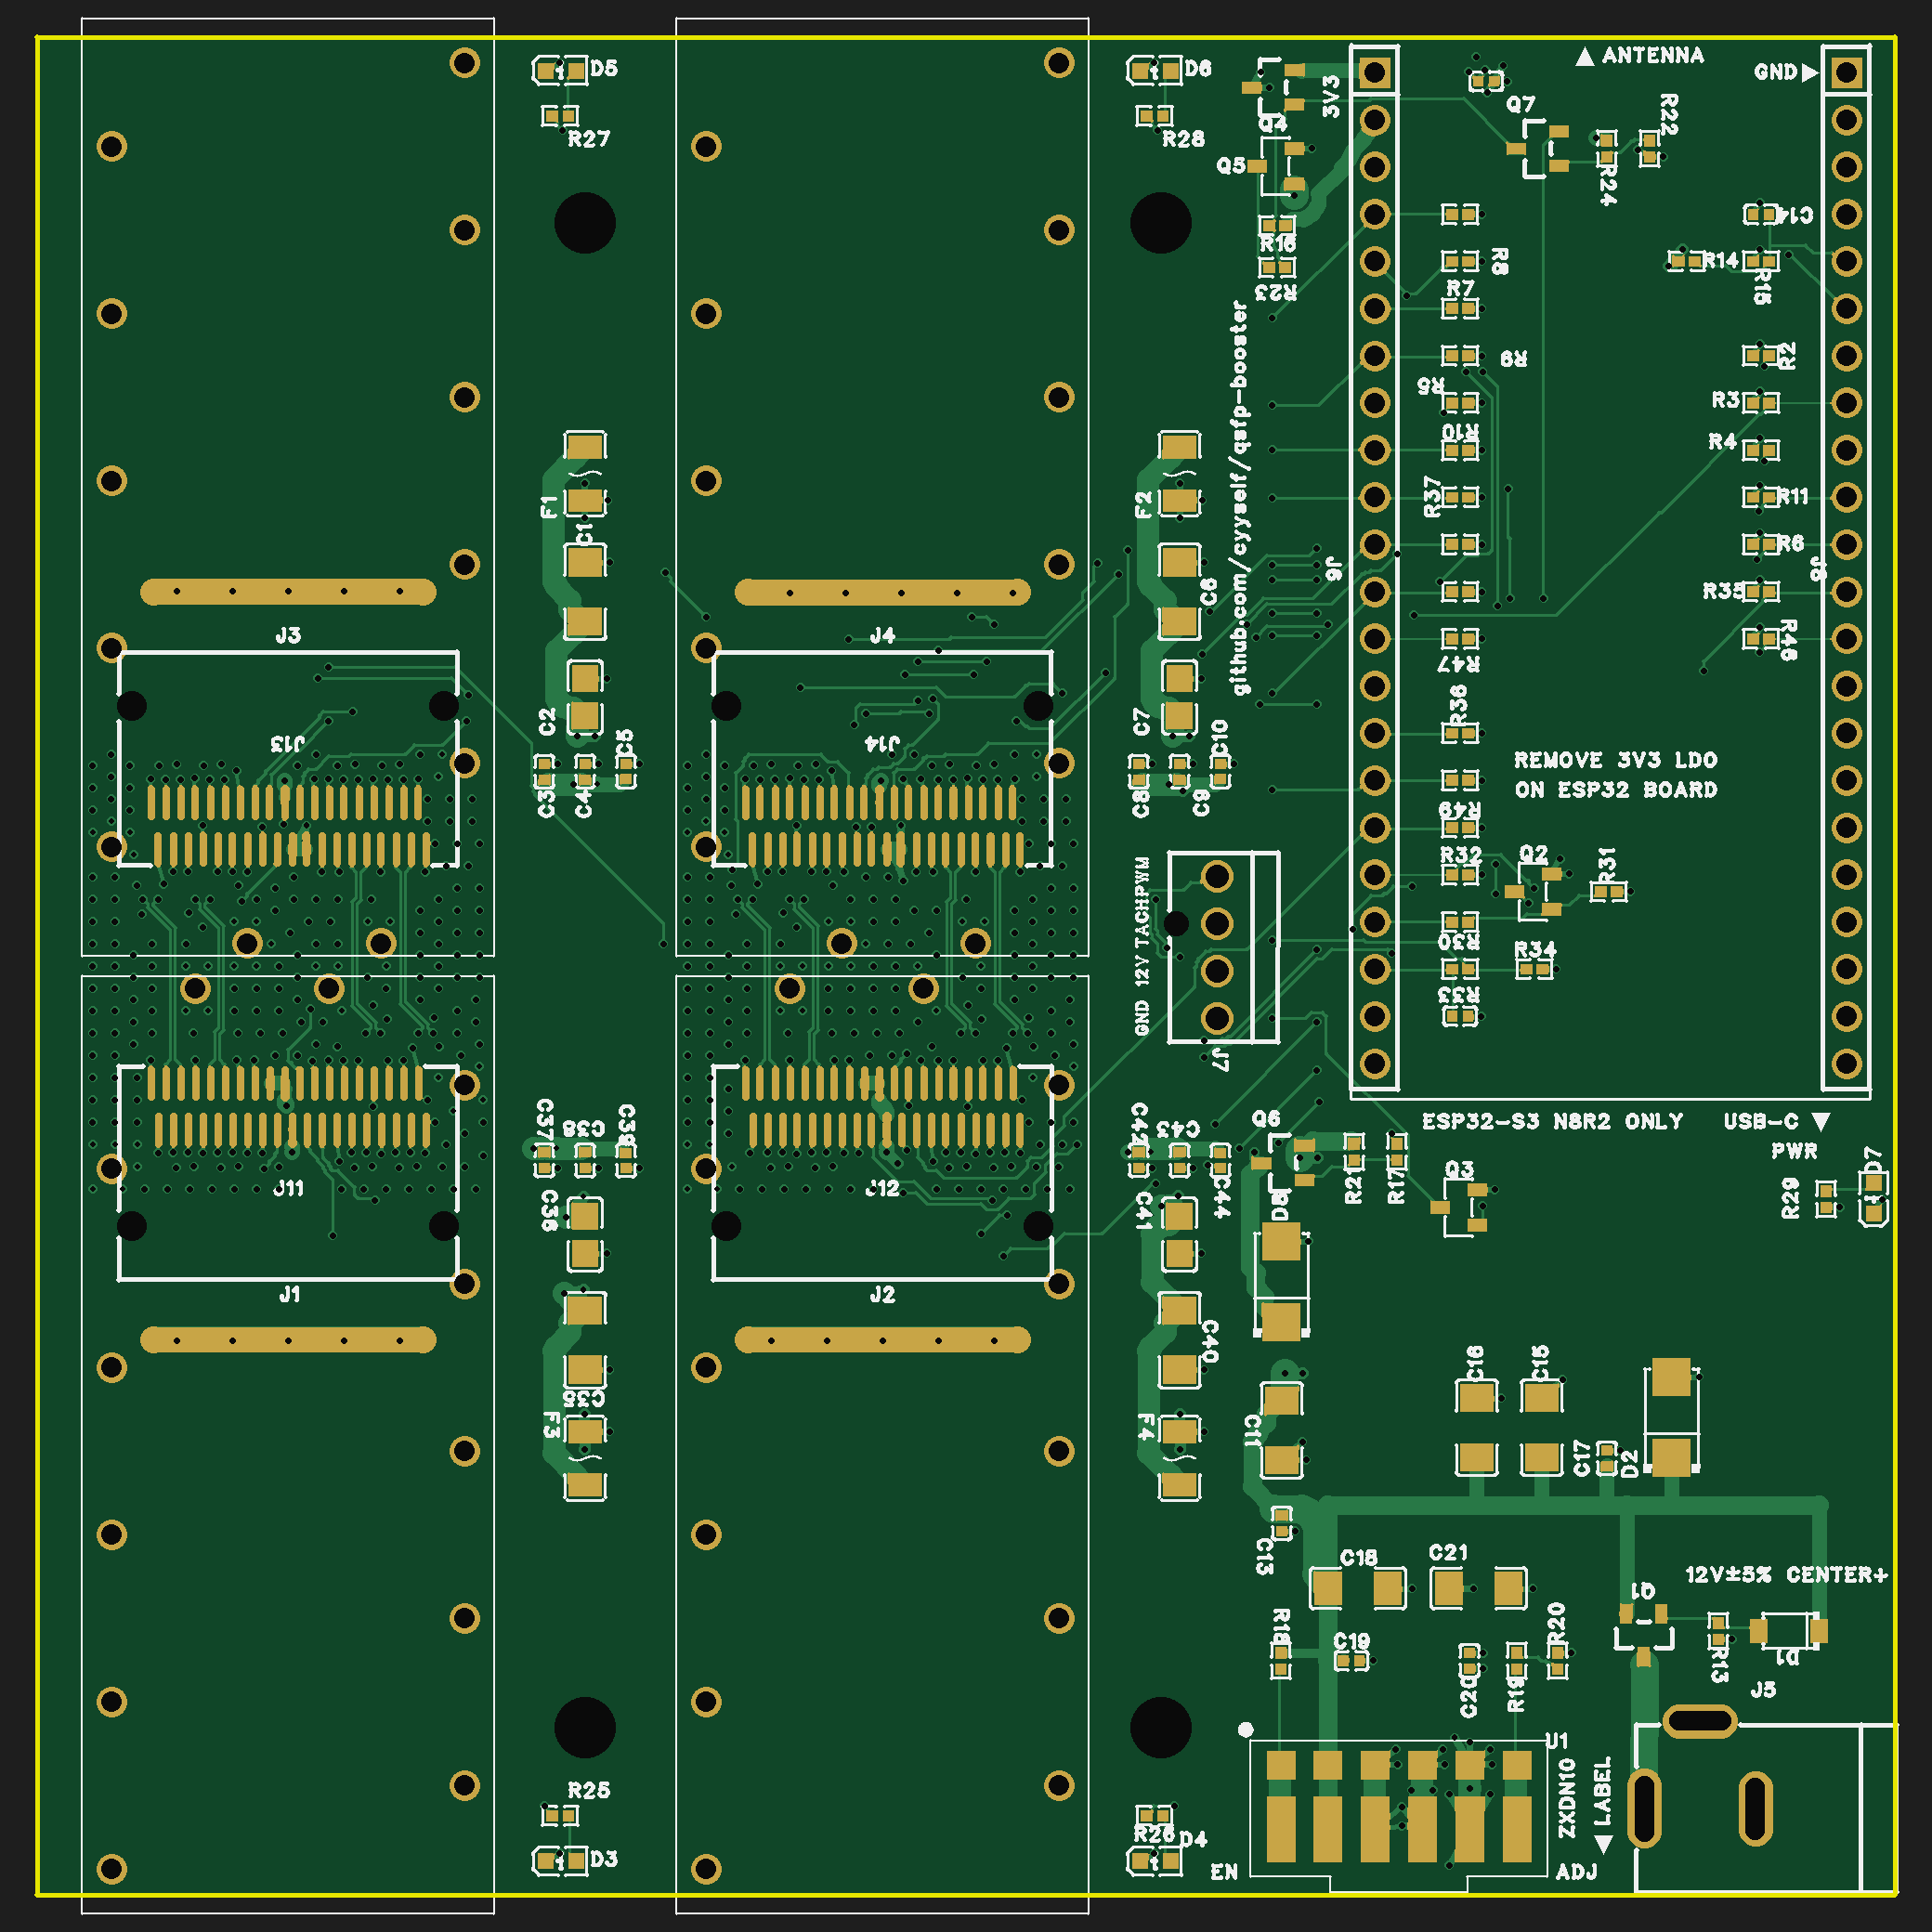 D5
D6
ANTENNA
GND
3V3
Q7
R22
Q4
R27
R28
Q5
R24
C14
R16
R8
R14
R15
R23
R7
R9
R2
R5
R3
github.com/cyyself/qsfp-booster
R10
R4
F1
F2
R37
R11
C1
R6
J6
J8
C6
R35
J3
J4
R46
R47
R36
C2
C7
J13
J14
C5
C10
REMOVE 3V3 LDO
ON ESP32 BOARD
C3
C4
C8
C9
R49
R32
Q2
R31
GND 12V TACHPWM
R30
R34
R33
J7
ESP32-S3 N8R2 ONLY
USB-C
PWR
Q6
C37
C38
C39
C42
C43
D7
R21
R17
Q3
R29
J11
J12
C36
C41
C44
D8
J1
J2
C40
C16
C15
C35
F3
F4
C11
C17
D2
C13
C18
C21
12V±5% CENTER+
Q1
R18
C19
R20
R13
D1
C20
R19
J5
U1
R25
ZXDN10
LABEL
R26
D4
D3
EN
ADJ